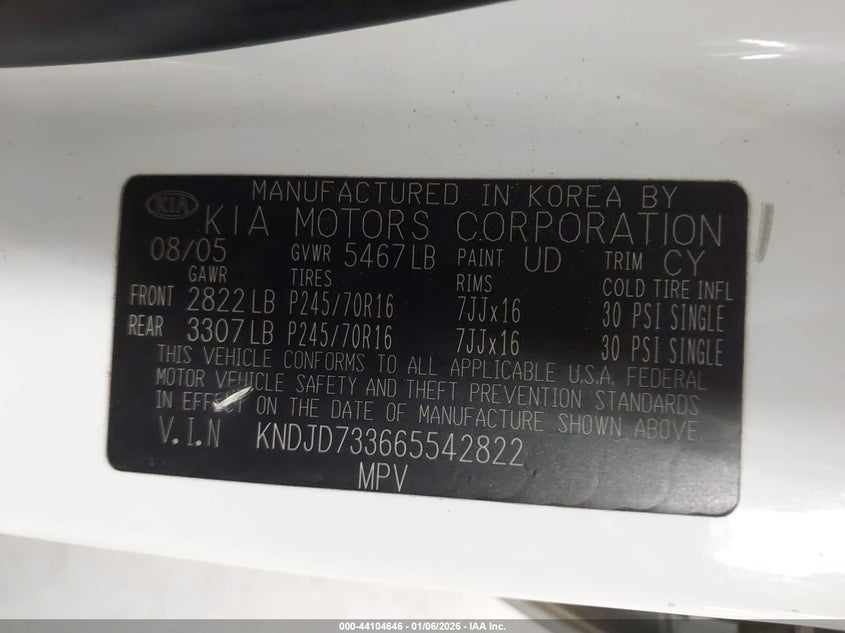 KIA
MANUFACTURED IN KOREA BY
KIA MOTORS CORPORATION
08/05 GVWR 5467LB PAINT UD TRIM CY
GAWR TIRES RIMS COLD TIRE INFL
FRONT 2822LB P245/70R16 7JJx16 30 PSI SINGLE
REAR 3307LB P245/70R16 7JJx16 30 PSI SINGLE
THIS VEHICLE CONFORMS TO ALL APPLICABLE U.S.A. FEDERAL
MOTOR VEHICLE SAFETY AND THEFT PREVENTION STANDARDS
IN EFFECT ON THE DATE OF MANUFACTURE SHOWN ABOVE.
V.I.N KNDJD733665542822
MPV
000-44104646 - 01/06/2026 - IAA Inc.